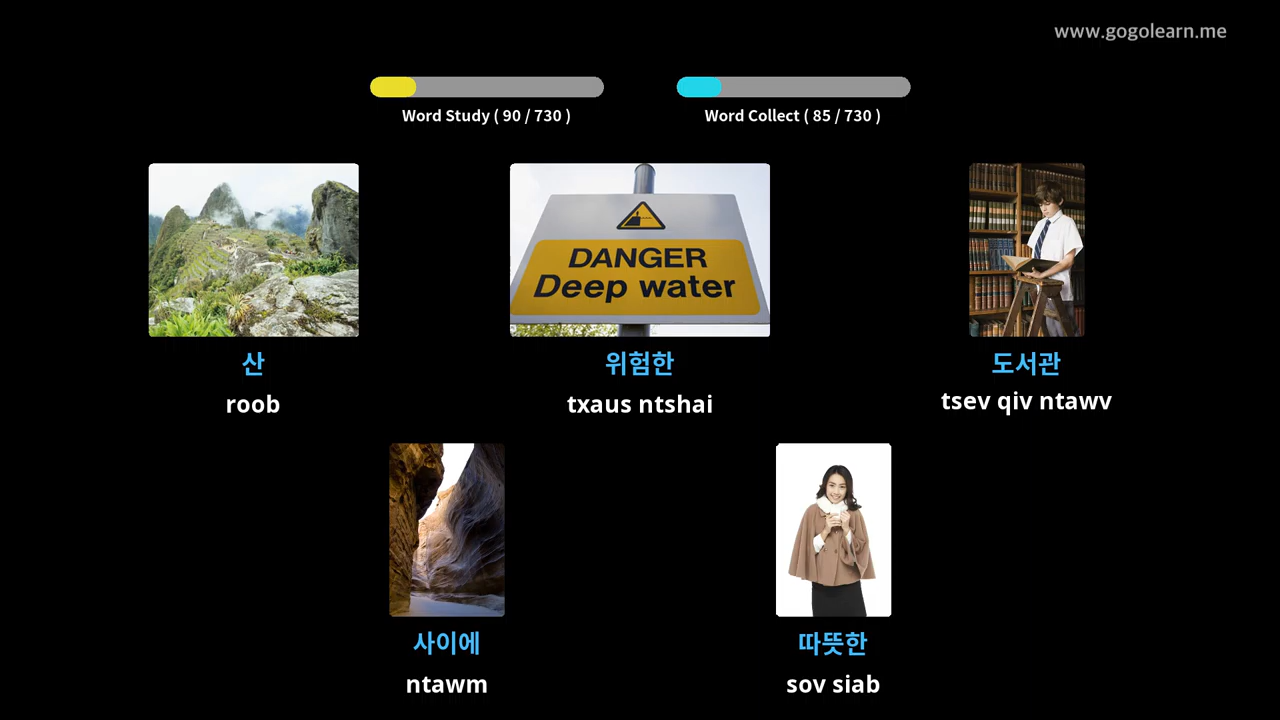 www.gogolearn.me
Word Study ( 90 / 730 )
Word Collect ( 85 / 730 )
DANGER
Deep water
산
위험한
도서관
roob
txaus ntshai
tsev qiv ntawv
사이에
따뜻한
ntawm
sov siab